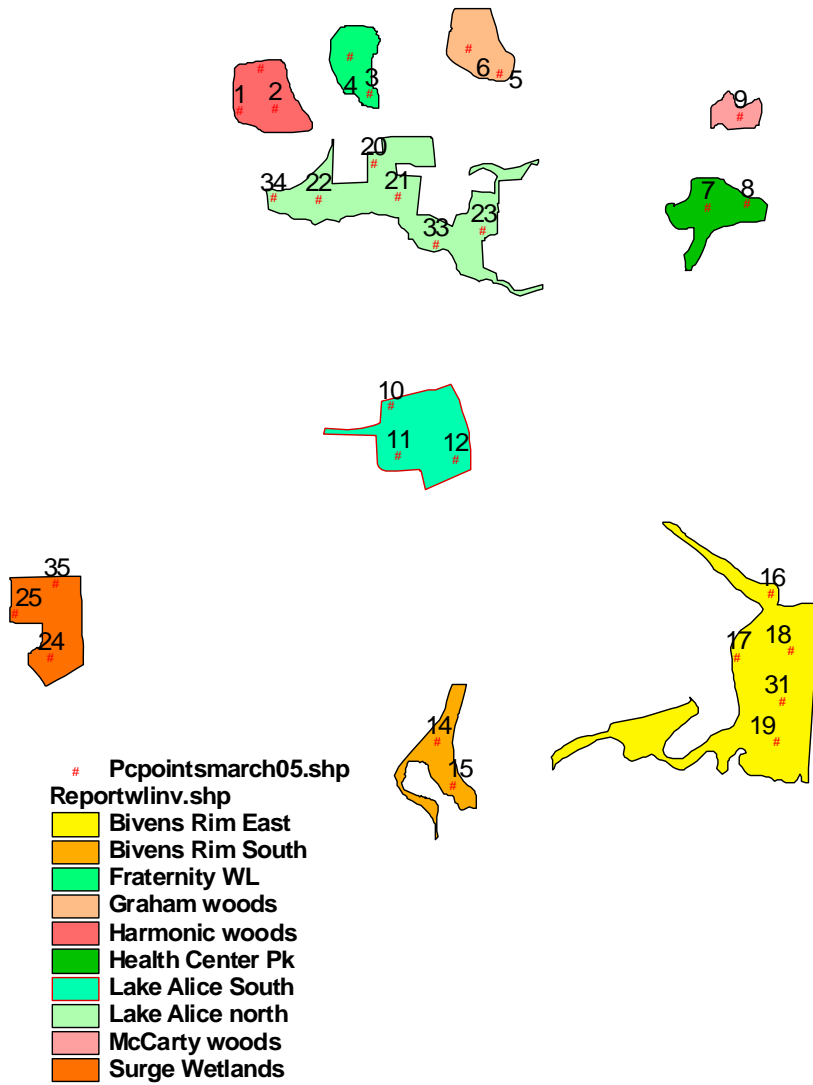 6
5
3
4
9
1
2
20
34
22
21
7
8
23
33
10
11
12
35
25
24
16
17
18
31
19
14
15
# Pcpointsmarch05.shp
Reportwlinv.shp
Bivens Rim East
Bivens Rim South
Fraternity WL
Graham woods
Harmonic woods
Health Center Pk
Lake Alice South
Lake Alice north
McCarty woods
Surge Wetlands